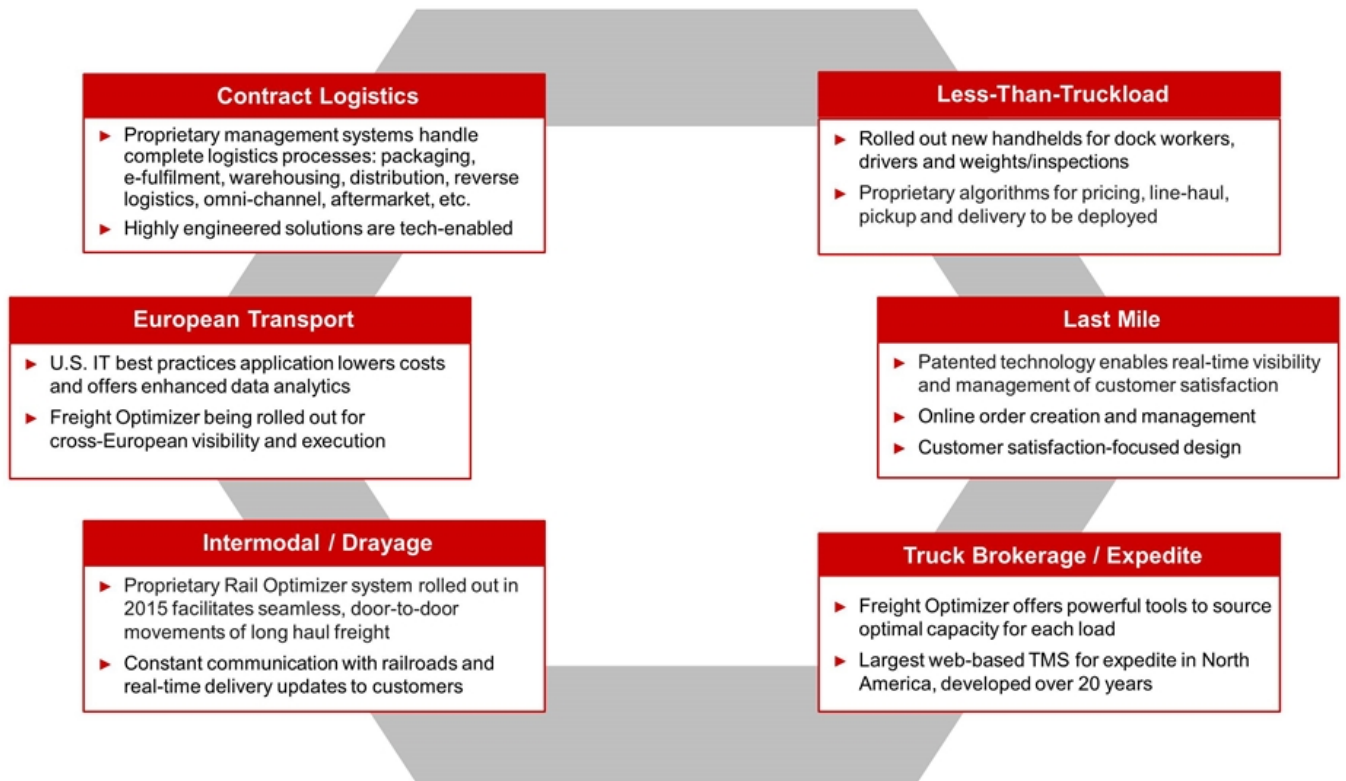 Contract Logistics
► Proprietary management systems handle
complete logistics processes: packaging,
e-fulfilment, warehousing, distribution, reverse
logistics, omni-channel, aftermarket, etc.
► Highly engineered solutions are tech-enabled
Less-Than-Truckload
► Rolled out new handhelds for dock workers,
drivers and weights/inspections
► Proprietary algorithms for pricing, line-haul,
pickup and delivery to be deployed
European Transport
► U.S. IT best practices application lowers costs
and offers enhanced data analytics
► Freight Optimizer being rolled out for
cross-European visibility and execution
Last Mile
► Patented technology enables real-time visibility
and management of customer satisfaction
► Online order creation and management
► Customer satisfaction-focused design
Intermodal / Drayage
► Proprietary Rail Optimizer system rolled out in
2015 facilitates seamless, door-to-door
movements of long haul freight
► Constant communication with railroads and
real-time delivery updates to customers
Truck Brokerage / Expedite
► Freight Optimizer offers powerful tools to source
optimal capacity for each load
► Largest web-based TMS for expedite in North
America, developed over 20 years